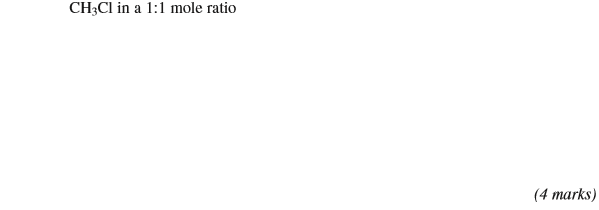 CH₃Cl in a 1:1 mole ratio
(4 marks)